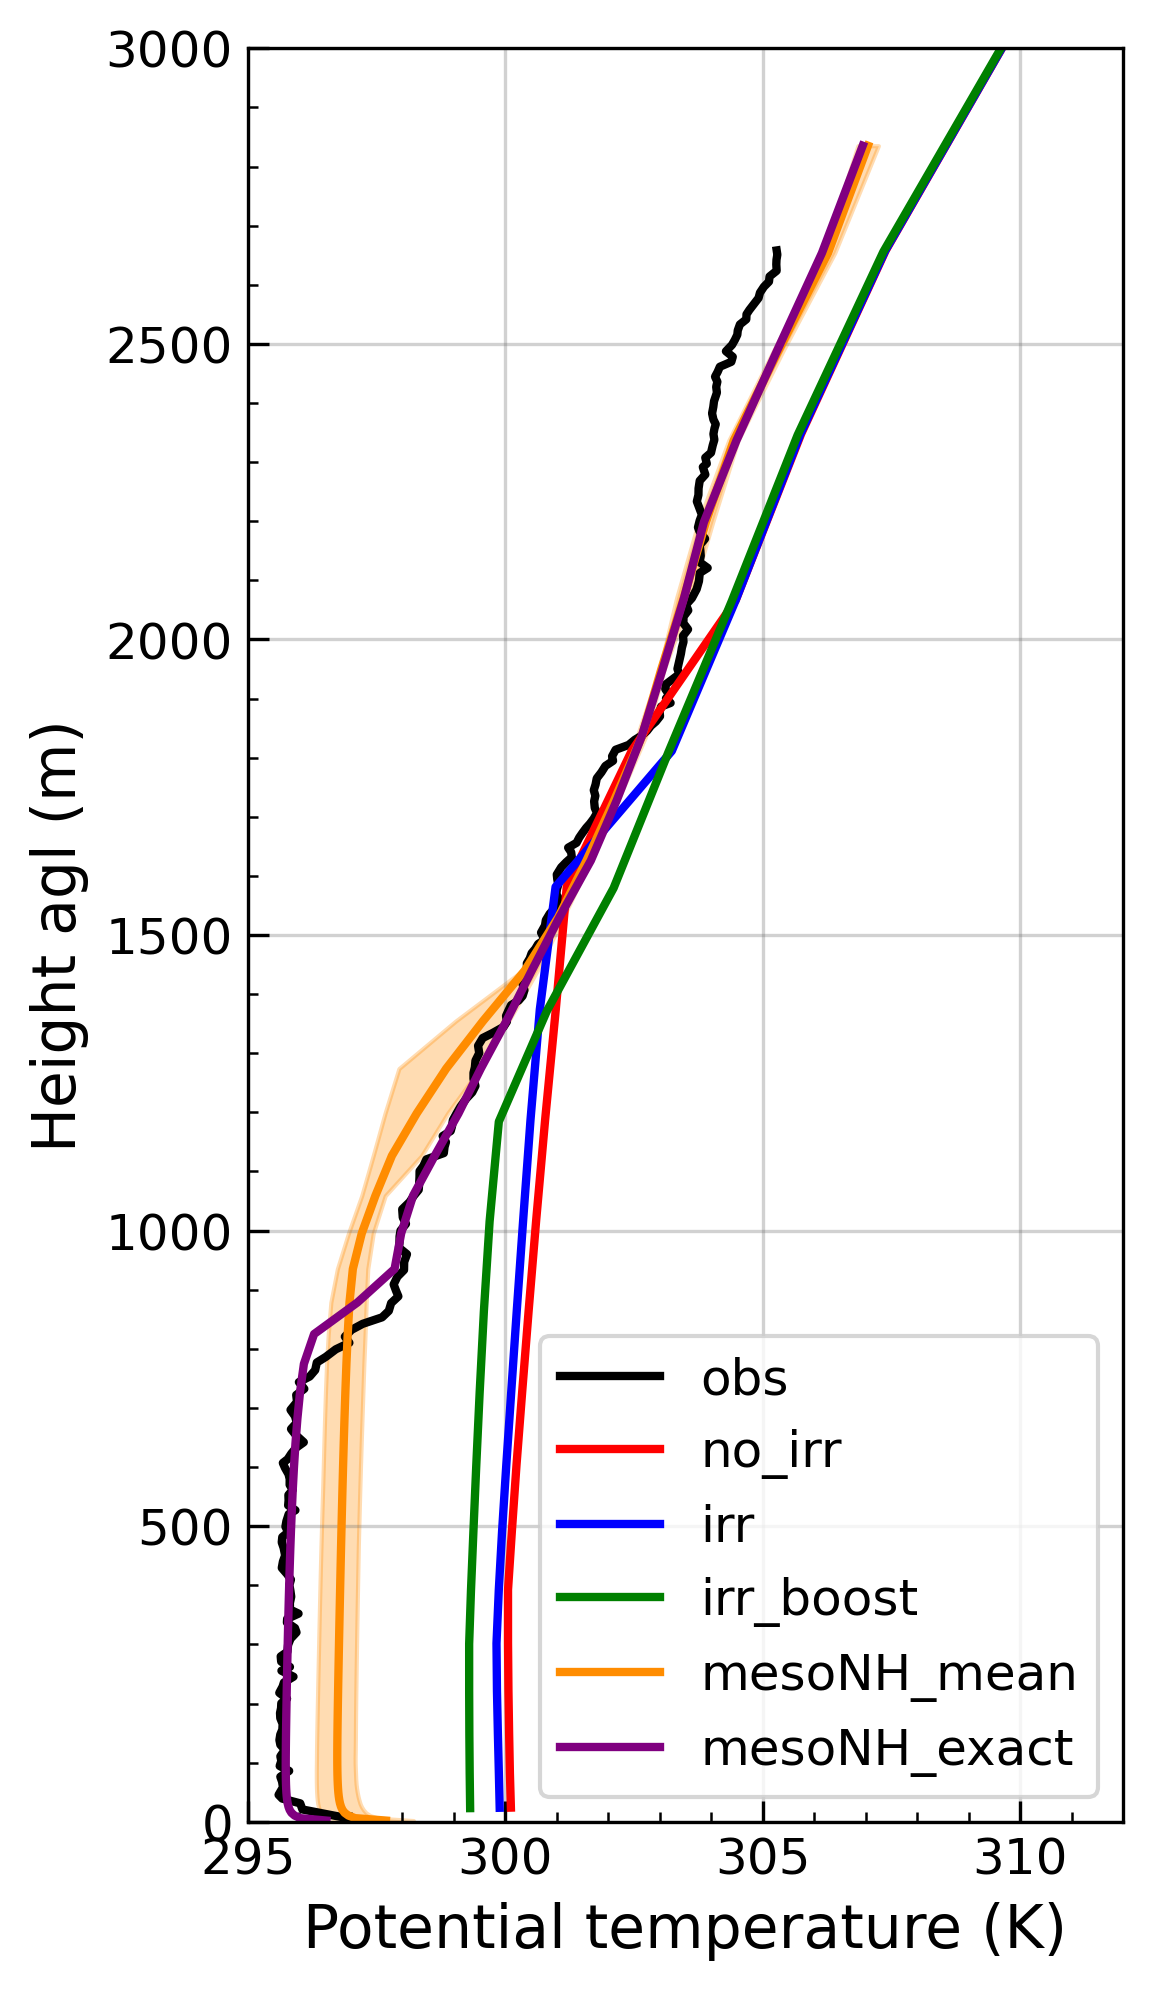 3000
2500
2000
1500
1000
500
0
Height agl (m)
295 300 305 310
Potential temperature (K)
obs
no_irr
irr
irr_boost
mesoNH_mean
mesoNH_exact